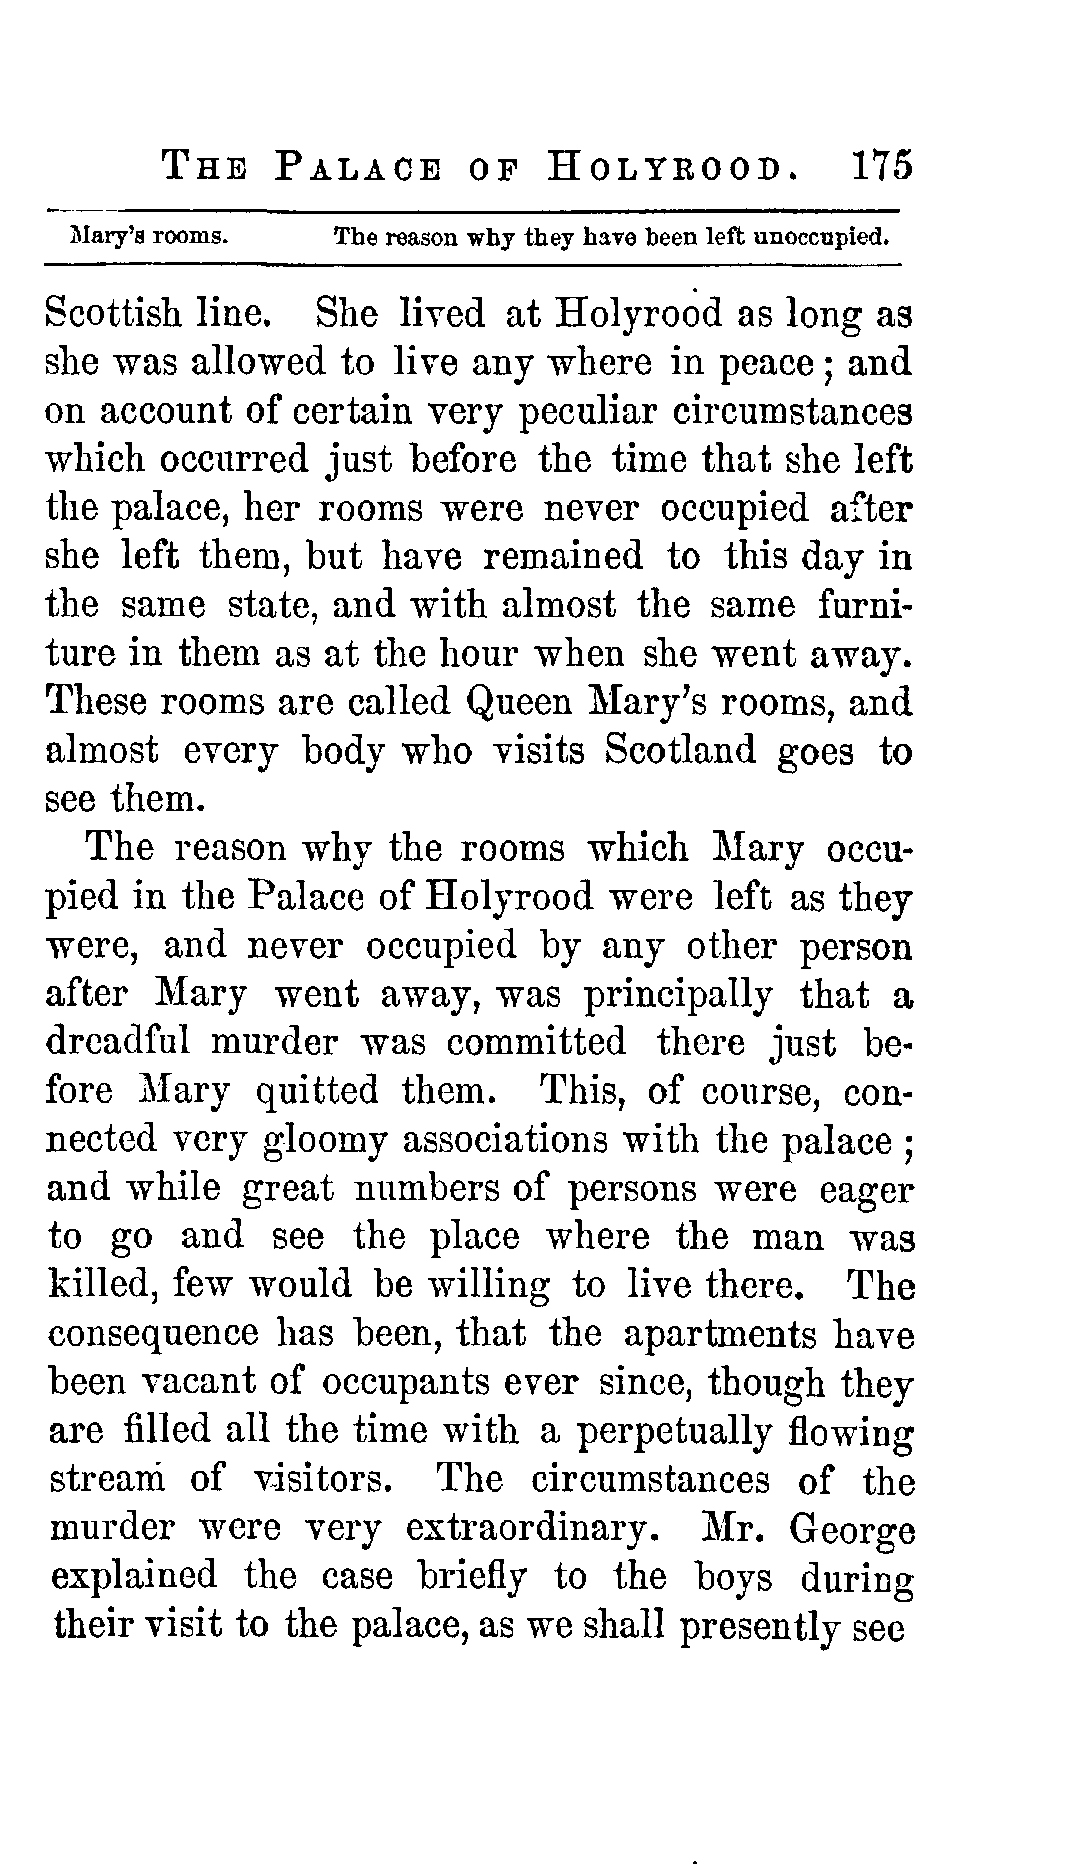 THE PALACE OF HOLYROOD. 175
Mary's rooms. The reason why they have been left unoccupied.
Scottish line. She lived at Holyrood as long as
she was allowed to live any where in peace; and
on account of certain very peculiar circumstances
which occurred just before the time that she left
the palace, her rooms were never occupied after
she left them, but have remained to this day in
the same state, and with almost the same furni-
ture in them as at the hour when she went away.
These rooms are called Queen Mary's rooms, and
almost every body who visits Scotland goes to
see them.
The reason why the rooms which Mary occu-
pied in the Palace of Holyrood were left as they
were, and never occupied by any other person
after Mary went away, was principally that a
dreadful murder was committed there just be-
fore Mary quitted them. This, of course, con-
nected very gloomy associations with the palace;
and while great numbers of persons were eager
to go and see the place where the man was
killed, few would be willing to live there. The
consequence has been, that the apartments have
been vacant of occupants ever since, though they
are filled all the time with a perpetually flowing
stream of visitors. The circumstances of the
murder were very extraordinary. Mr. George
explained the case briefly to the boys during
their visit to the palace, as we shall presently see